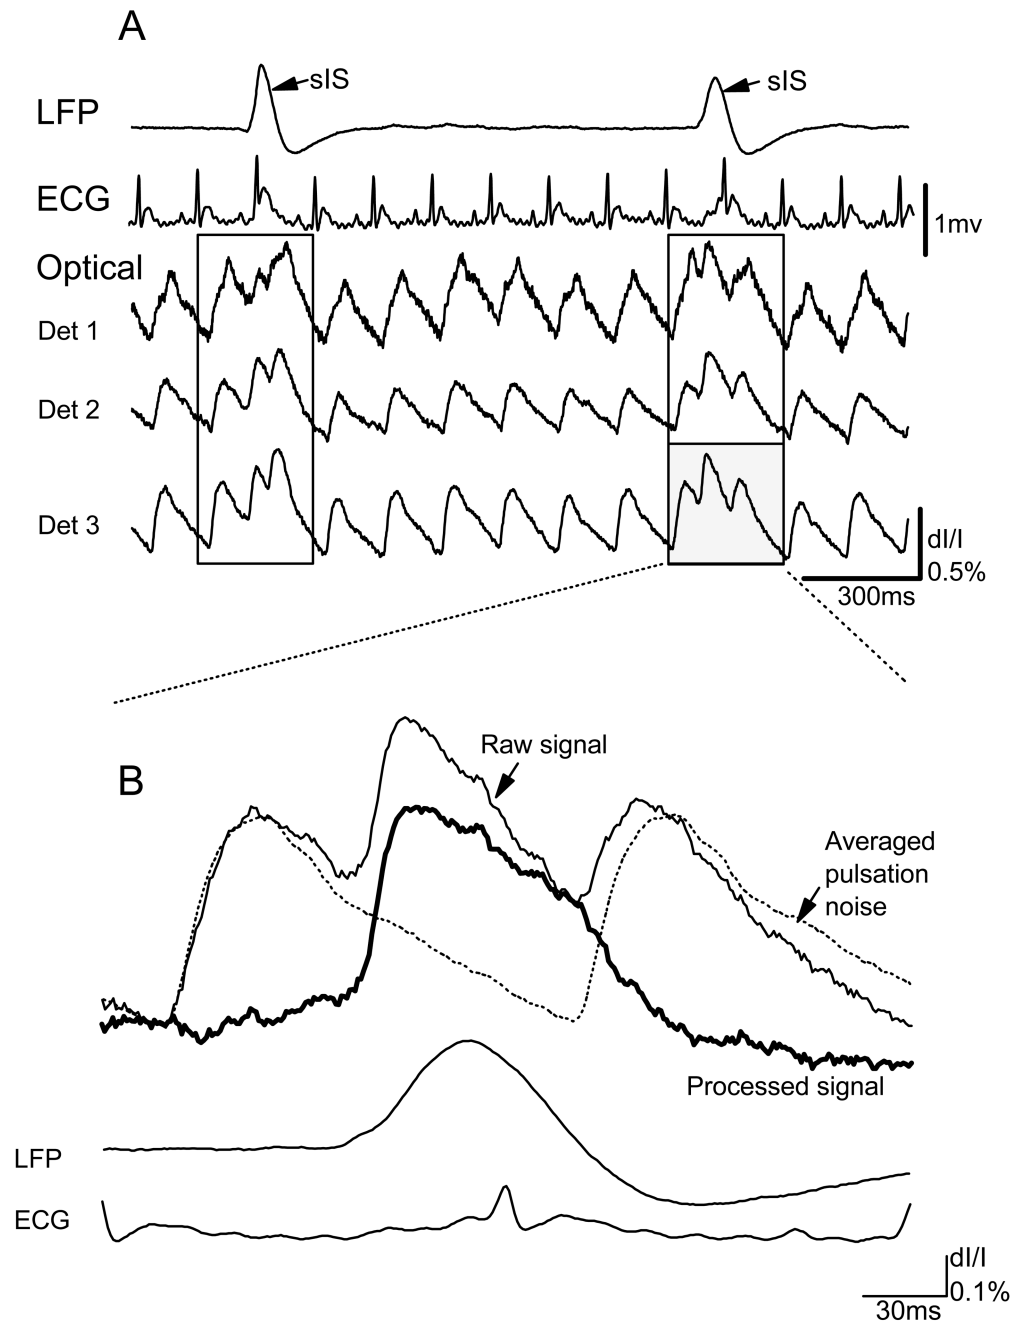 A
sIS
sIS
LFP
ECG
1mv
Optical
Det 1
Det 2
Det 3
dI/I
0.5%
300ms
Raw signal
B
Averaged
pulsation
noise
Processed signal
LFP
ECG
dI/I
0.1%
30ms